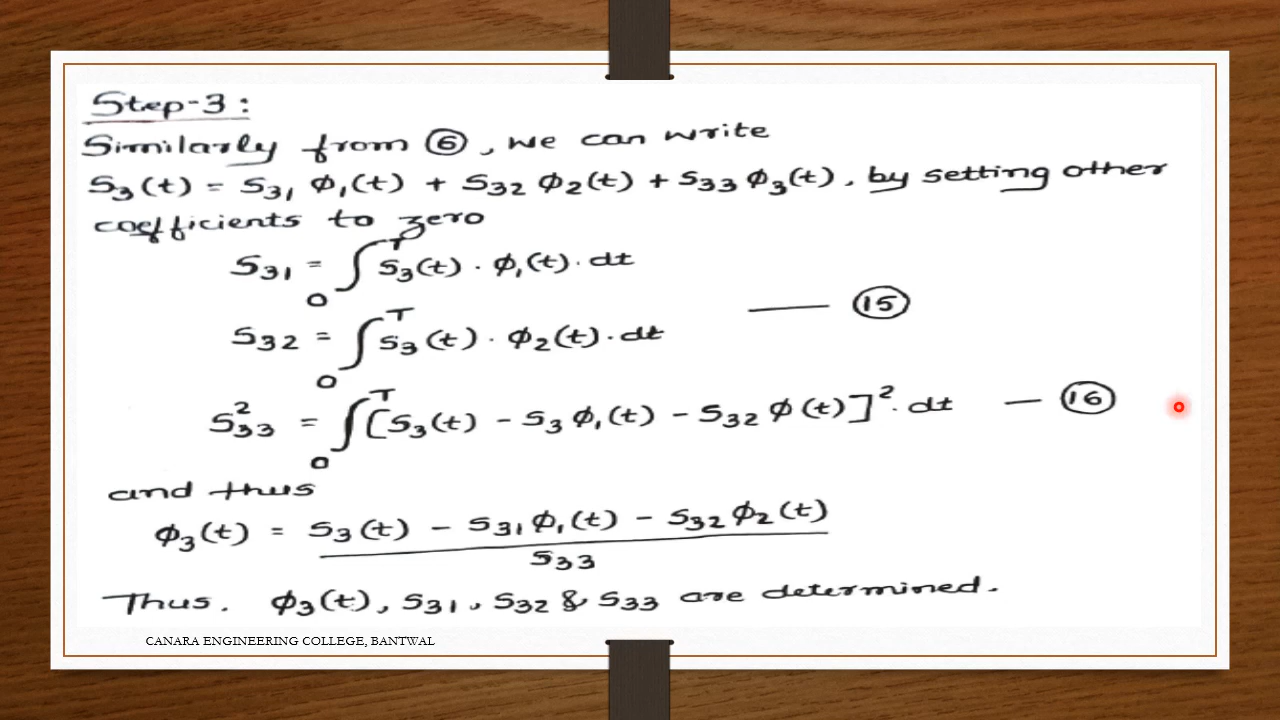 Step-3 :
Similarly from ⑥, we can write
S₃(t) = S₃₁ ϕ₁(t) + S₃₂ ϕ₂(t) + S₃₃ ϕ₃(t), by setting other
coefficients to zero
S₃₁ = ∫₀ᵀ S₃(t) · ϕ₁(t) · dt
— ⑮
S₃₂ = ∫₀ᵀ S₃(t) · ϕ₂(t) · dt
S₃₃² = ∫₀ᵀ [S₃(t) - S₃ ϕ₁(t) - S₃₂ ϕ(t)]² · dt — ⑯
and thus
ϕ₃(t) = S₃(t) - S₃₁ ϕ₁(t) - S₃₂ ϕ₂(t)
S₃₃
Thus. ϕ₃(t), S₃₁, S₃₂ & S₃₃ are determined.
CANARA ENGINEERING COLLEGE, BANTWAL